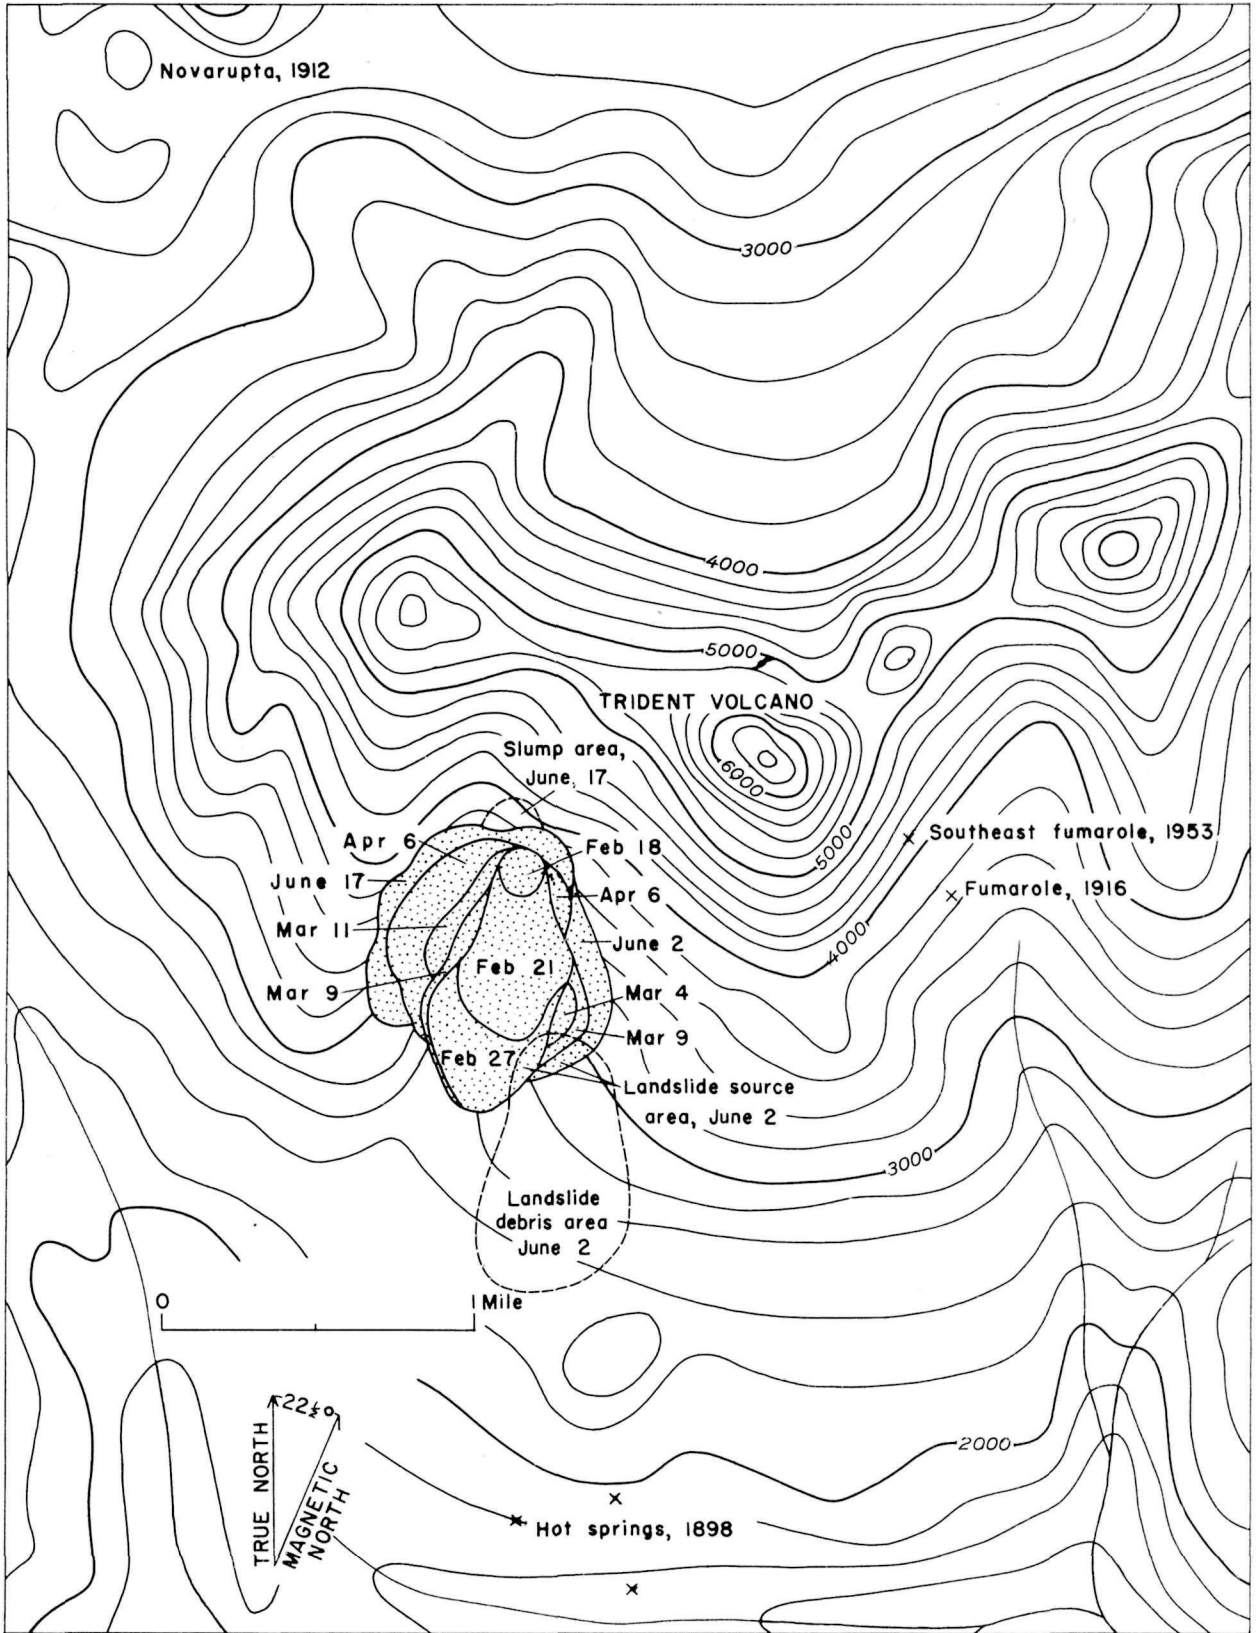 Novarupta, 1912
3000
4000
5000
TRIDENT VOLCANO
6000
Slump area,
June 17
5000
Southeast fumarole, 1953
Apr 6
Feb 18
June 17
Apr 6
Fumarole, 1916
Mar 11
June 2
4000
Feb 21
Mar 9
Mar 4
Mar 9
Feb 27
Landslide source
area, June 2
3000
Landslide
debris area
June 2
0
1 Mile
22½°
TRUE NORTH
MAGNETIC
NORTH
2000
Hot springs, 1898